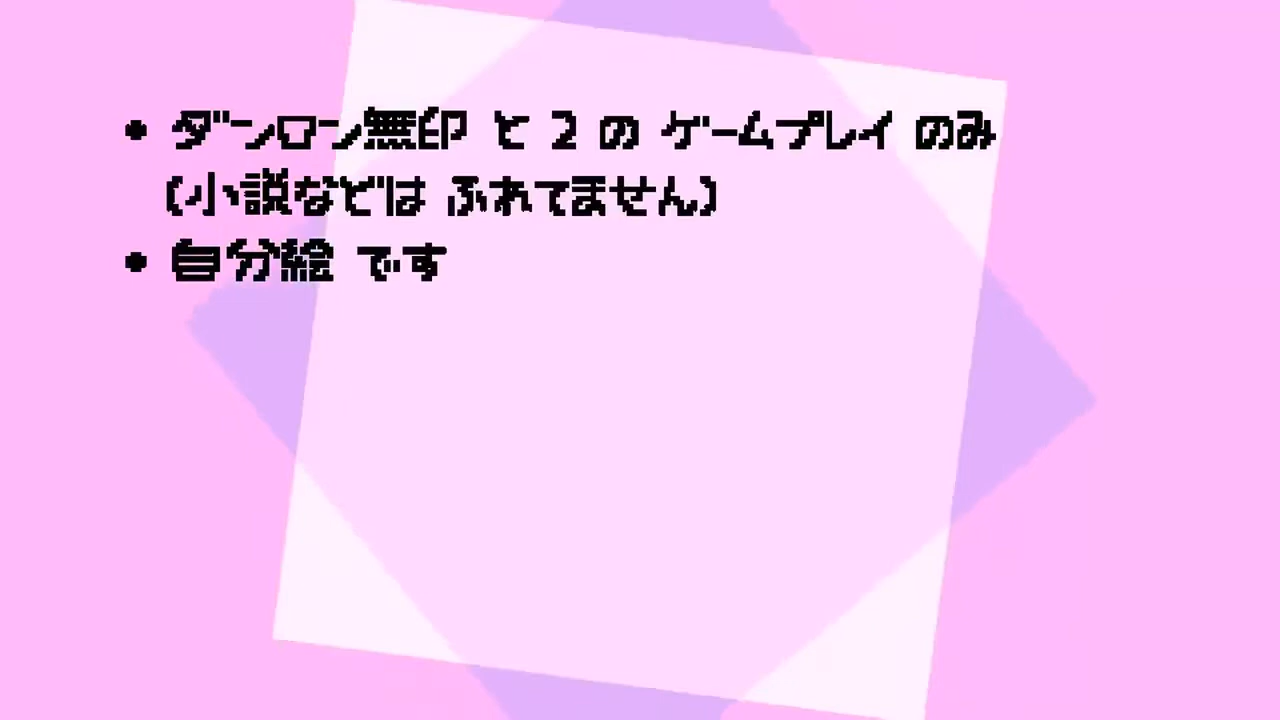 • ダンロン無印 と 2 の ゲームプレイ のみ
(小説などは ふれてません)
• 自分絵 です